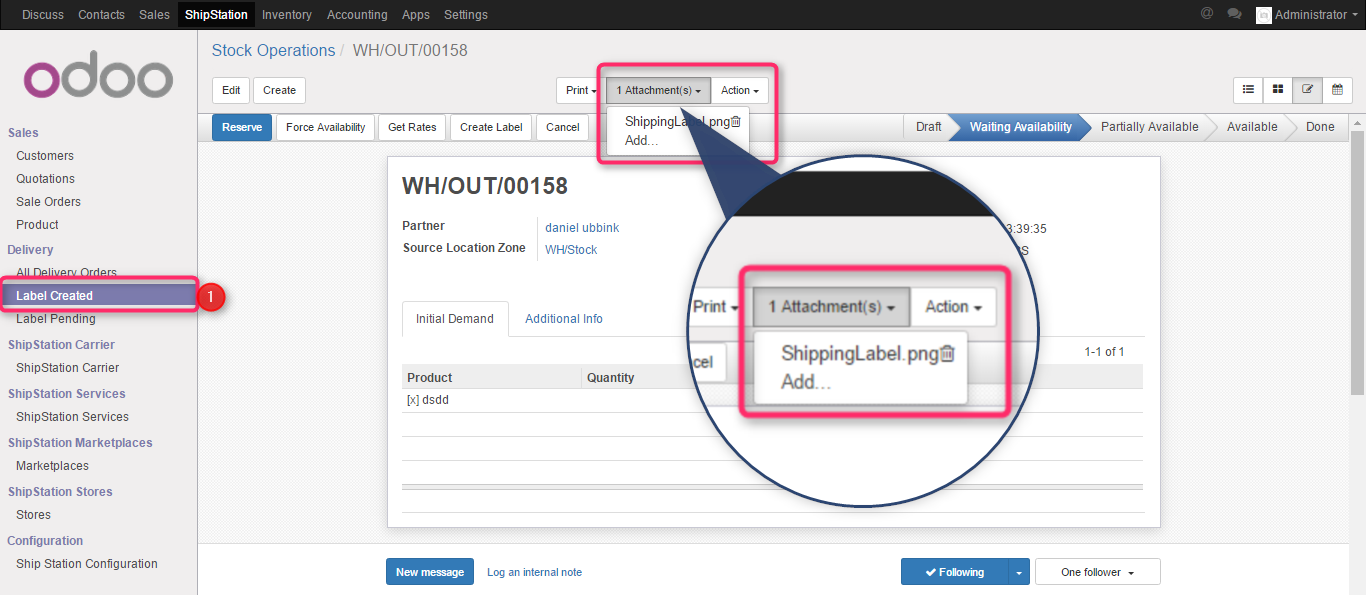 Discuss Contacts Sales ShipStation Inventory Accounting Apps Settings @ Administrator
odoo
Stock Operations / WH/OUT/00158
Edit Create Print 1 Attachment(s) Action
ShippingLabel.png
Add...
Reserve Force Availability Get Rates Create Label Cancel Draft Waiting Availability Partially Available Available Done
Sales
Customers
Quotations
Sale Orders
Product
Delivery
All Delivery Orders
Label Created 1
Label Pending
ShipStation Carrier
ShipStation Carrier
ShipStation Services
ShipStation Services
ShipStation Marketplaces
Marketplaces
ShipStation Stores
Stores
Configuration
Ship Station Configuration
WH/OUT/00158
Partner daniel ubbink 3:39:35
Source Location Zone WH/Stock
Initial Demand Additional Info
1-1 of 1
Product Quantity
[x] dsdd
Print 1 Attachment(s) Action
cel
ShippingLabel.png
Add...
New message Log an internal note Following One follower